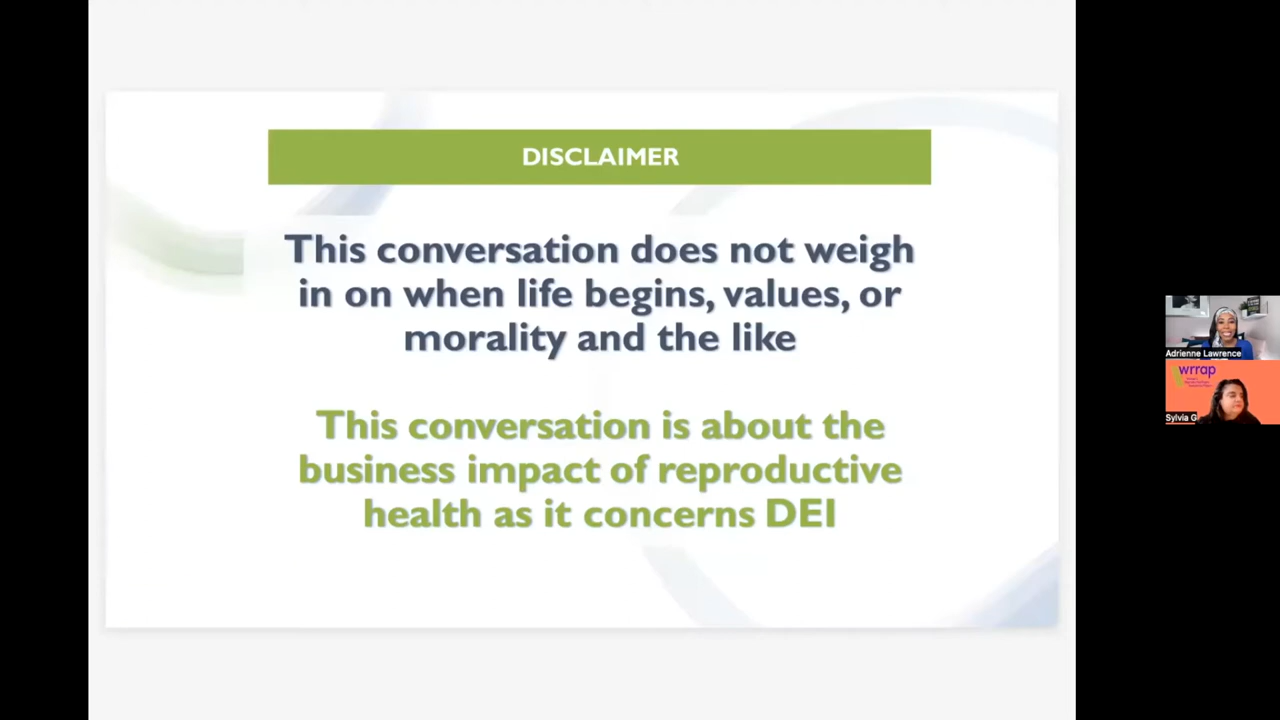 DISCLAIMER
This conversation does not weigh
in on when life begins, values, or
morality and the like
This conversation is about the
business impact of reproductive
health as it concerns DEI
Adrienne Lawrence
wrrap
Sylvia G